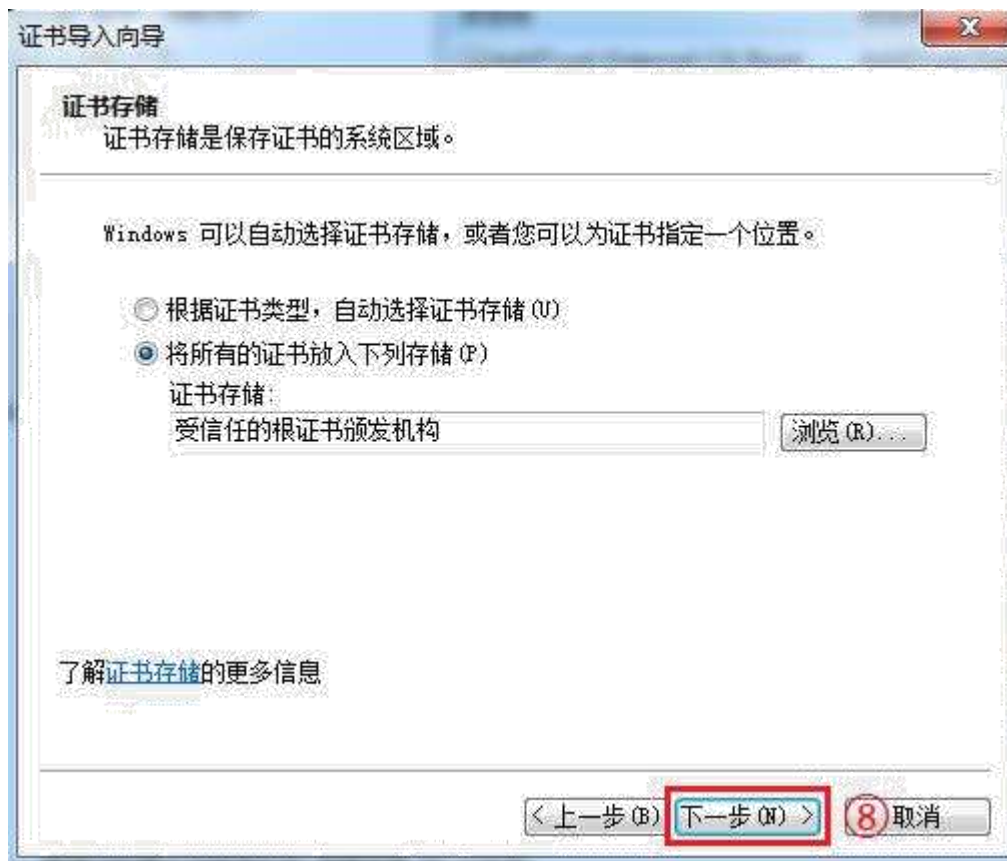 证书导入向导
证书存储
证书存储是保存证书的系统区域。
Windows 可以自动选择证书存储，或者您可以为证书指定一个位置。
根据证书类型，自动选择证书存储(U)
将所有的证书放入下列存储(P)
证书存储:
受信任的根证书颁发机构
浏览(R)...
了解证书存储的更多信息
< 上一步(B) 下一步(N) > ⑧取消